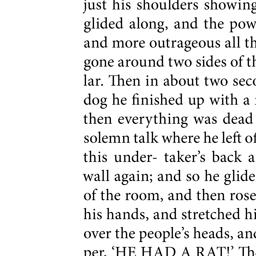 just his shoulders showing
glided along, and the pow
and more outrageous all th
gone around two sides of th
lar. Then in about two seco
dog he finished up with a
then everything was dead
solemn talk where he left of
this under- taker’s back a
wall again; and so he glide
of the room, and then rose
his hands, and stretched hi
over the people’s heads, and
per, ‘HE HAD A RAT!’ Th